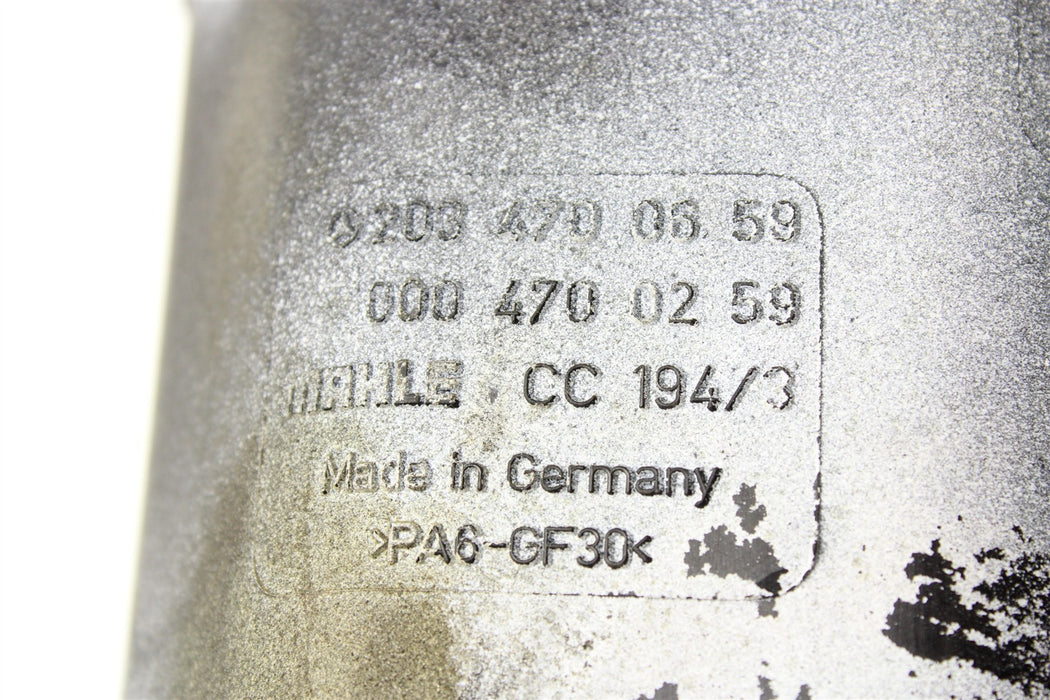 203 470 06 59
000 470 02 59
MAHLE CC 194/3
Made in Germany
>PA6-GF30<